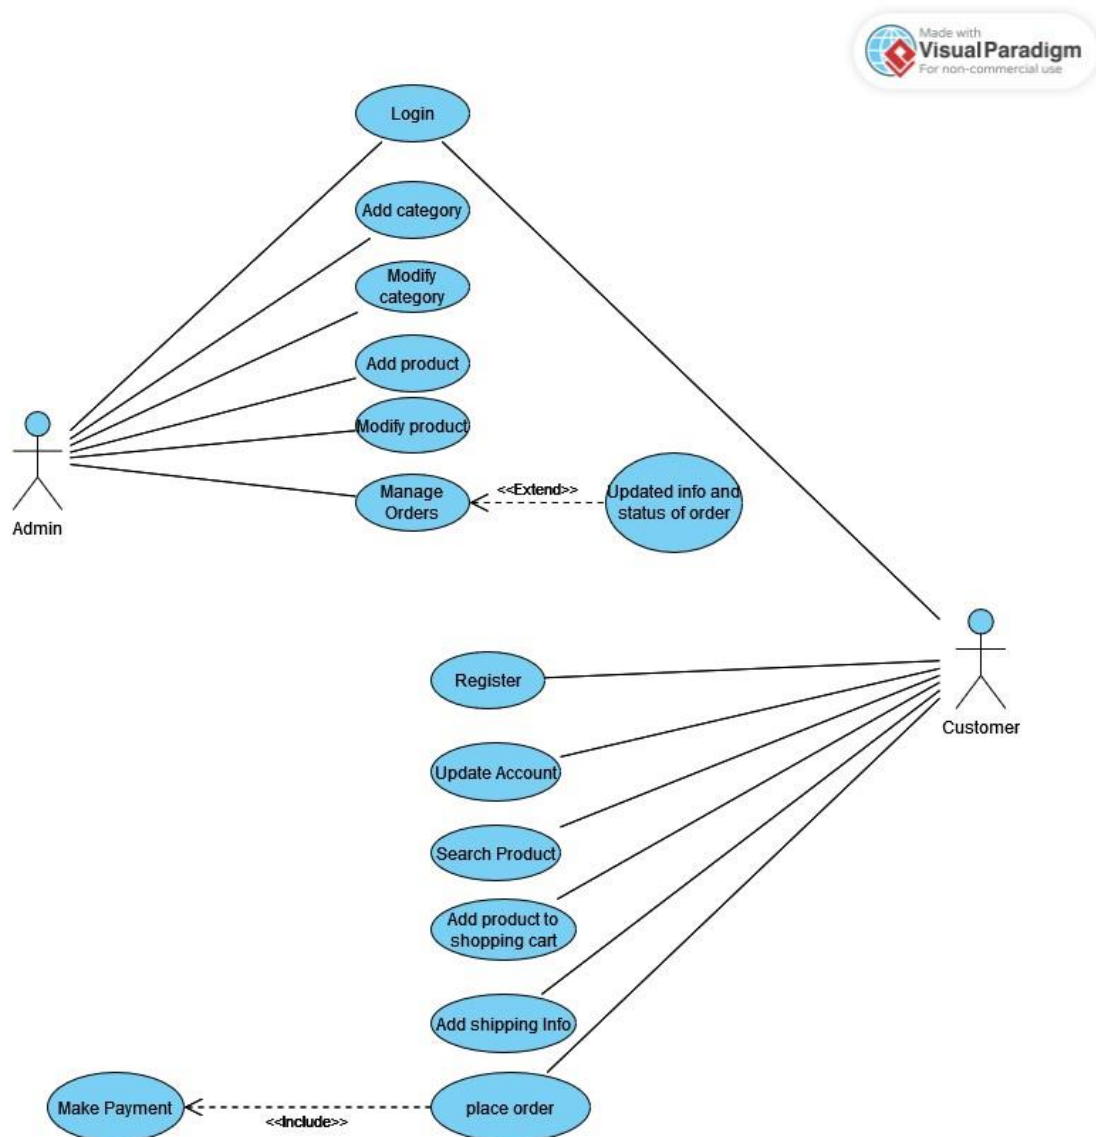 Made with
Visual Paradigm
For non-commercial use
Login
Add category
Modify
category
Add product
Modify product
Manage
Orders
<<Extend>>
Updated info and
status of order
Admin
Register
Customer
Update Account
Search Product
Add product to
shopping cart
Add shipping Info
Make Payment
<<Include>>
place order